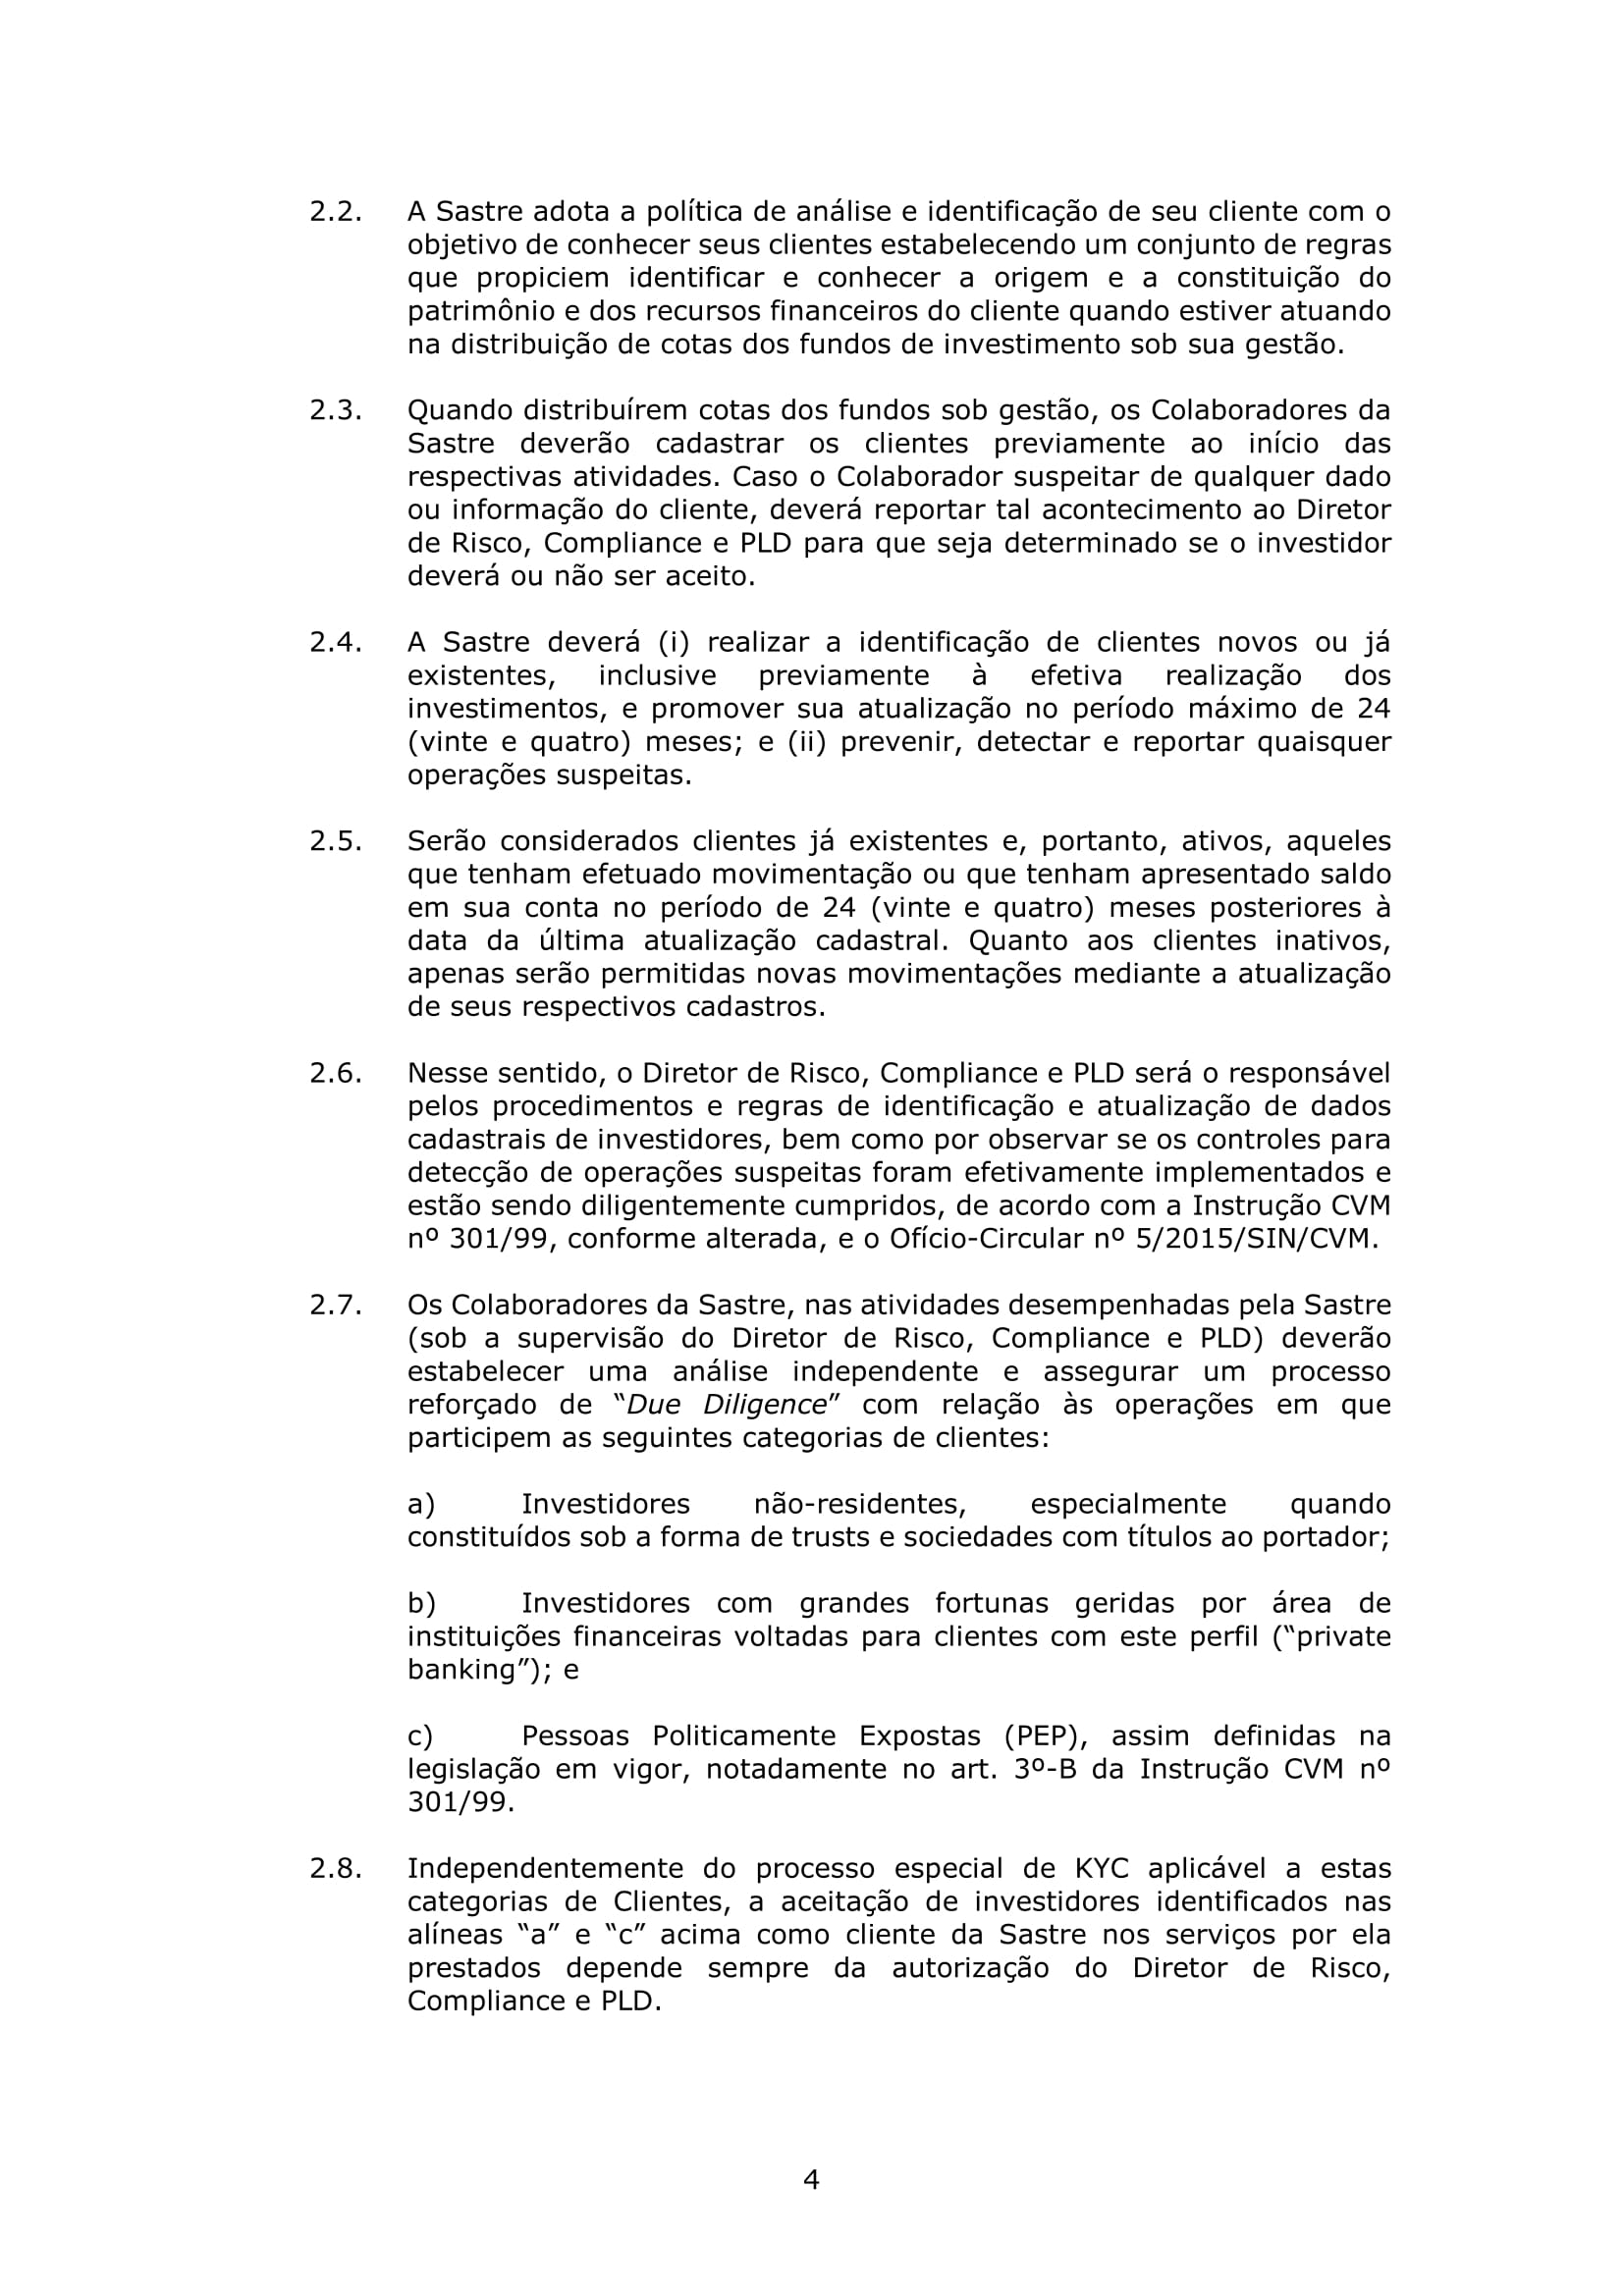 2.2. A Sastre adota a política de análise e identificação de seu cliente com o
objetivo de conhecer seus clientes estabelecendo um conjunto de regras
que propiciem identificar e conhecer a origem e a constituição do
patrimônio e dos recursos financeiros do cliente quando estiver atuando
na distribuição de cotas dos fundos de investimento sob sua gestão.
2.3. Quando distribuírem cotas dos fundos sob gestão, os Colaboradores da
Sastre deverão cadastrar os clientes previamente ao início das
respectivas atividades. Caso o Colaborador suspeitar de qualquer dado
ou informação do cliente, deverá reportar tal acontecimento ao Diretor
de Risco, Compliance e PLD para que seja determinado se o investidor
deverá ou não ser aceito.
2.4. A Sastre deverá (i) realizar a identificação de clientes novos ou já
existentes, inclusive previamente à efetiva realização dos
investimentos, e promover sua atualização no período máximo de 24
(vinte e quatro) meses; e (ii) prevenir, detectar e reportar quaisquer
operações suspeitas.
2.5. Serão considerados clientes já existentes e, portanto, ativos, aqueles
que tenham efetuado movimentação ou que tenham apresentado saldo
em sua conta no período de 24 (vinte e quatro) meses posteriores à
data da última atualização cadastral. Quanto aos clientes inativos,
apenas serão permitidas novas movimentações mediante a atualização
de seus respectivos cadastros.
2.6. Nesse sentido, o Diretor de Risco, Compliance e PLD será o responsável
pelos procedimentos e regras de identificação e atualização de dados
cadastrais de investidores, bem como por observar se os controles para
detecção de operações suspeitas foram efetivamente implementados e
estão sendo diligentemente cumpridos, de acordo com a Instrução CVM
nº 301/99, conforme alterada, e o Ofício-Circular nº 5/2015/SIN/CVM.
2.7. Os Colaboradores da Sastre, nas atividades desempenhadas pela Sastre
(sob a supervisão do Diretor de Risco, Compliance e PLD) deverão
estabelecer uma análise independente e assegurar um processo
reforçado de “Due Diligence” com relação às operações em que
participem as seguintes categorias de clientes:
a) Investidores não-residentes, especialmente quando
constituídos sob a forma de trusts e sociedades com títulos ao portador;
b) Investidores com grandes fortunas geridas por área de
instituições financeiras voltadas para clientes com este perfil (“private
banking”); e
c) Pessoas Politicamente Expostas (PEP), assim definidas na
legislação em vigor, notadamente no art. 3º-B da Instrução CVM nº
301/99.
2.8. Independentemente do processo especial de KYC aplicável a estas
categorias de Clientes, a aceitação de investidores identificados nas
alíneas “a” e “c” acima como cliente da Sastre nos serviços por ela
prestados depende sempre da autorização do Diretor de Risco,
Compliance e PLD.
4